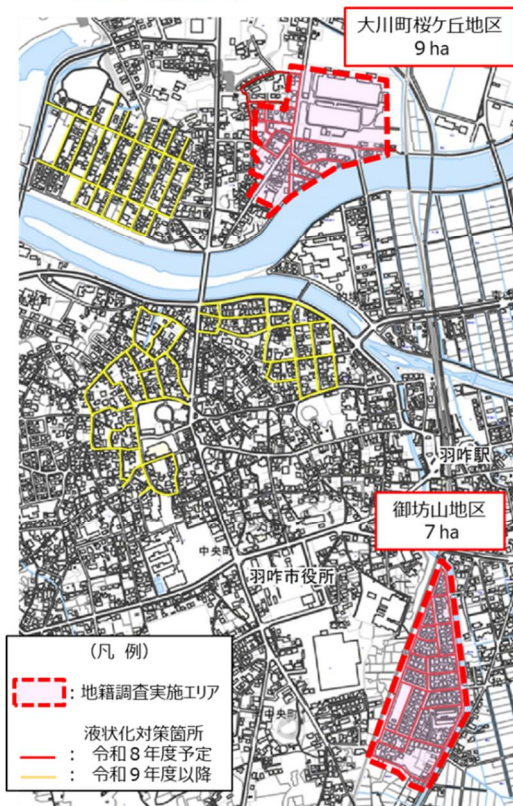 大川町桜ケ丘地区
9 ha
羽咋駅
御坊山地区
7 ha
中央町
羽咋市役所
中央町
(凡 例)
: 地籍調査実施エリア
液状化対策箇所
: 令和8年度予定
: 令和9年度以降